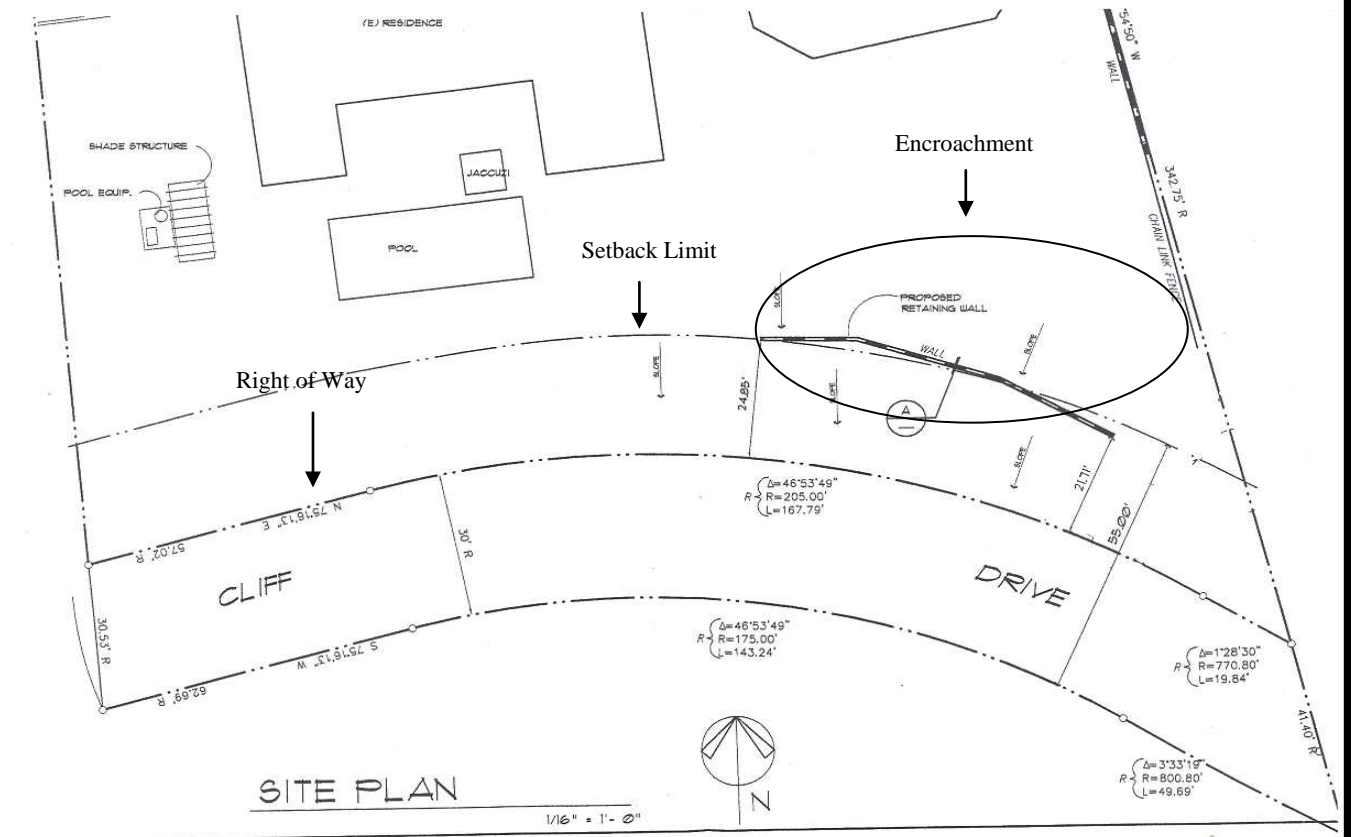 (E) RESIDENCE
54'50" W
WALL
Encroachment
SHADE STRUCTURE
JACCUZI
POOL EQUIP.
342.75' R
CHAIN LINK FENCE
POOL
Setback Limit
SLOPE
PROPOSED
RETAINING WALL
WALL
SLOPE
SLOPE
Right of Way
24.85'
SLOPE
A
SLOPE
21.71'
55.00'
Δ=46°53'49"
R R=205.00'
L=167.79'
N 75°16'13" E
57.02' R
30' R
CLIFF
DRIVE
30.53' R
Δ=46°53'49"
R R=175.00'
L=143.24'
S 75°16'13" W
62.69' R
Δ=1°28'30"
R R=770.80'
L=19.84'
41.40' R
Δ=3°33'19"
R R=800.80'
L=49.69'
SITE PLAN
N
1/16" = 1'- 0"